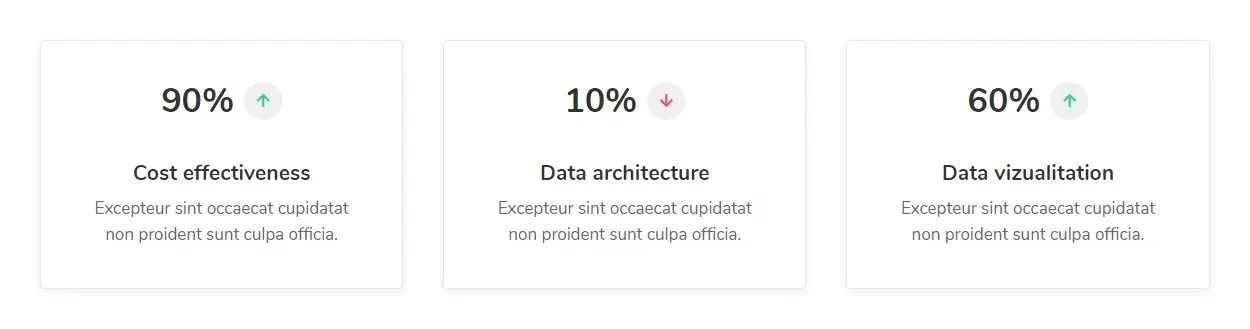 90%
Cost effectiveness
Excepteur sint occaecat cupidatat
non proident sunt culpa officia.
10%
Data architecture
Excepteur sint occaecat cupidatat
non proident sunt culpa officia.
60%
Data vizualitation
Excepteur sint occaecat cupidatat
non proident sunt culpa officia.